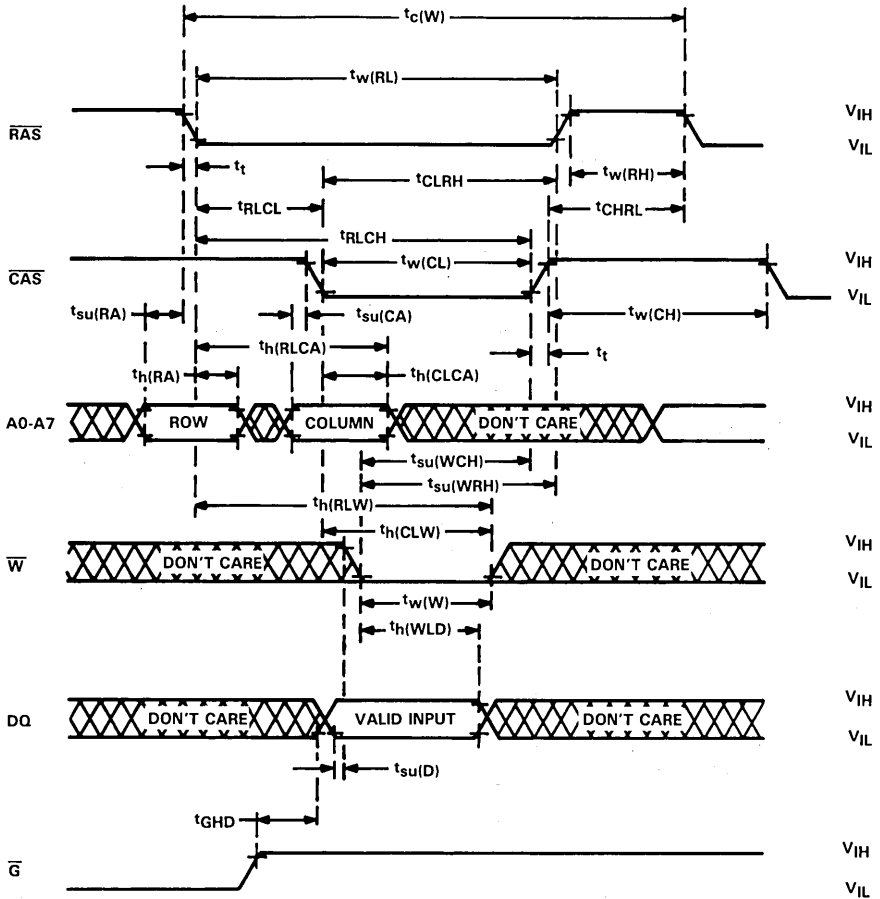 tc(W)
tw(RL)
RAS
VIH
VIL
tt
tCLRH
tw(RH)
tRLCL
tCHRL
tRLCH
CAS
tw(CL)
VIH
VIL
tsu(RA)
tsu(CA)
tw(CH)
th(RLCA)
th(RA)
th(CLCA)
tt
A0-A7
ROW
COLUMN
DON'T CARE
VIH
VIL
tsu(WCH)
tsu(WRH)
th(RLW)
th(CLW)
W
DON'T CARE
DON'T CARE
VIH
VIL
tw(W)
th(WLD)
DQ
DON'T CARE
VALID INPUT
DON'T CARE
VIH
VIL
tsu(D)
tGHD
G
VIH
VIL